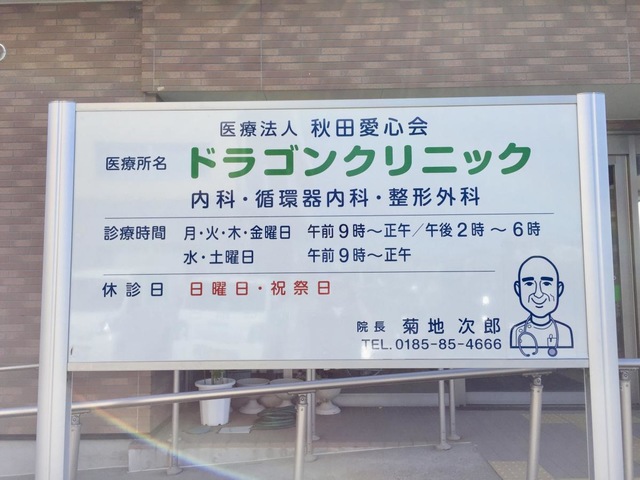 医療法人 秋田愛心会
医療所名 ドラゴンクリニック
内科・循環器内科・整形外科
診療時間 月・火・木・金曜日 午前9時～正午／午後2時～6時
水・土曜日 午前9時～正午
休診日 日曜日・祝祭日
院長 菊地次郎
TEL.0185-85-4666